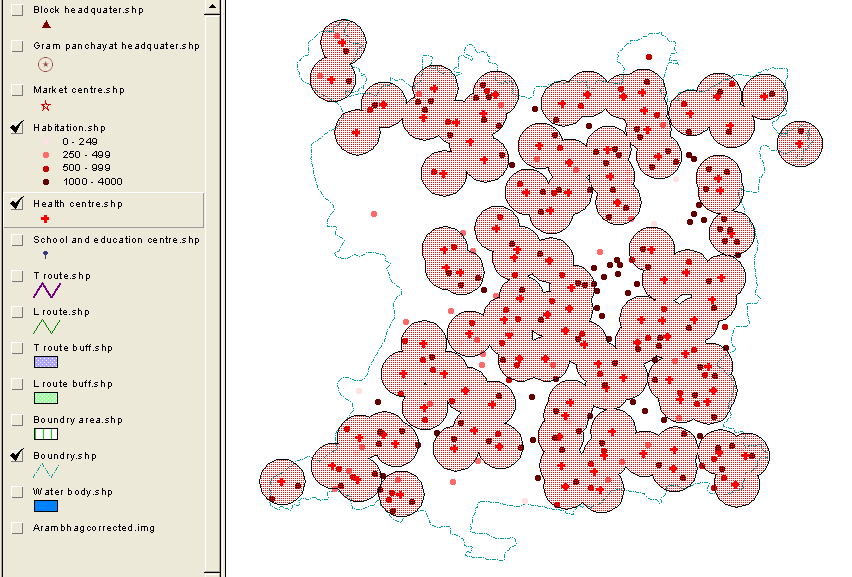 Block headquater.shp
Gram panchayat headquater.shp
Market centre.shp
Habitation.shp
0 - 249
250 - 499
500 - 999
1000 - 4000
Health centre.shp
School and education centre.shp
T route.shp
L route.shp
T route buff.shp
L route buff.shp
Boundry area.shp
Boundry.shp
Water body.shp
Arambhagcorrected.img